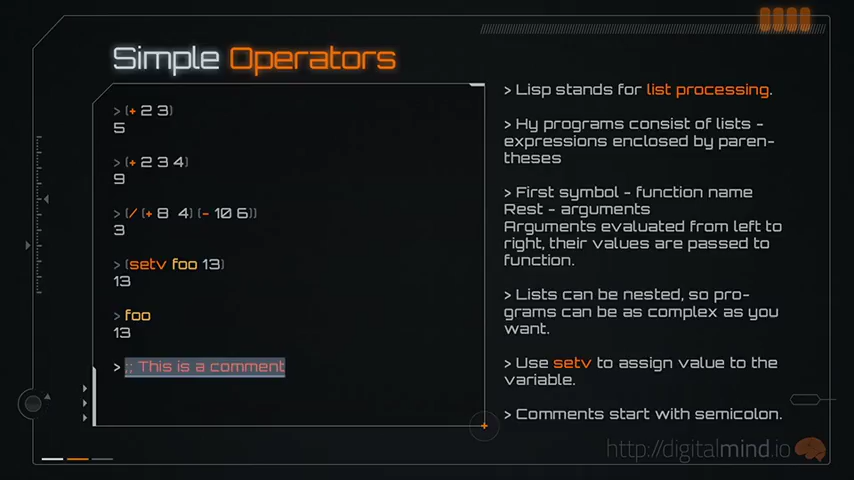 Simple Operators
> (+ 2 3)
5
> (+ 2 3 4)
9
> (/ (+ 8 4) (- 10 6))
3
> (setv foo 13)
13
> foo
13
> ;; This is a comment
> Lisp stands for list processing.
> Hy programs consist of lists -
expressions enclosed by paren-
theses
> First symbol - function name
Rest - arguments
Arguments evaluated from left to
right, their values are passed to
function.
> Lists can be nested, so pro-
grams can be as complex as you
want.
> Use setv to assign value to the
variable.
> Comments start with semicolon.
http://digitalmind.io